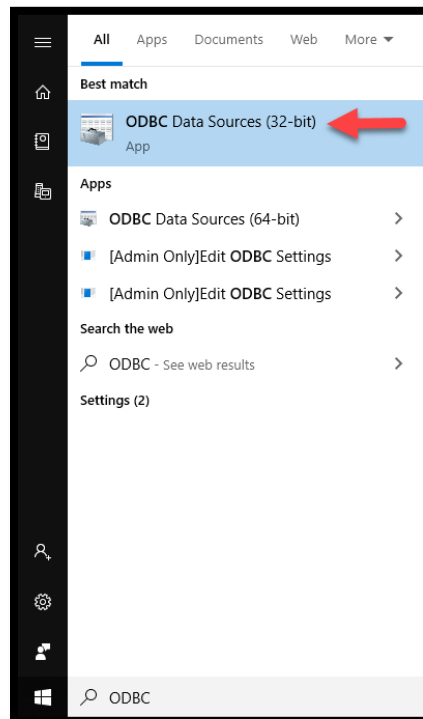 All Apps Documents Web More
Best match
ODBC Data Sources (32-bit)
App
Apps
ODBC Data Sources (64-bit)
[Admin Only]Edit ODBC Settings
[Admin Only]Edit ODBC Settings
Search the web
ODBC - See web results
Settings (2)
ODBC